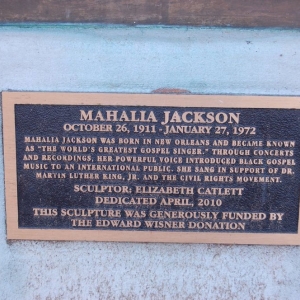 MAHALIA JACKSON
OCTOBER 26, 1911 - JANUARY 27, 1972
MAHALIA JACKSON WAS BORN IN NEW ORLEANS AND BECAME KNOWN
AS "THE WORLD'S GREATEST GOSPEL SINGER." THROUGH CONCERTS
AND RECORDINGS, HER POWERFUL VOICE INTRODUCED BLACK GOSPEL
MUSIC TO AN INTERNATIONAL PUBLIC. SHE SANG IN SUPPORT OF DR.
MARVIN LUTHER KING, JR. AND THE CIVIL RIGHTS MOVEMENT.
SCULPTOR: ELIZABETH CATLETT
DEDICATED APRIL, 2010
THIS SCULPTURE WAS GENEROUSLY FUNDED BY
THE EDWARD WISNER DONATION